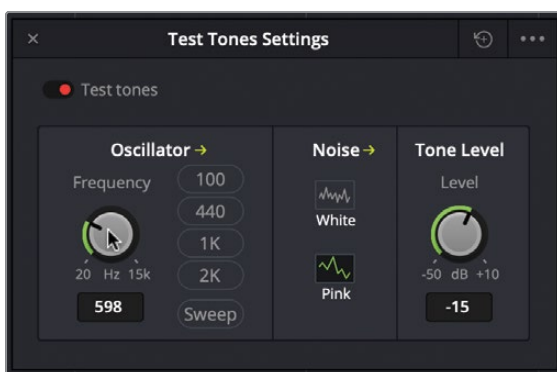 Test Tones Settings
Test tones
Oscillator
Frequency
20 Hz 15k
598
100
440
1K
2K
Sweep
Noise
White
Pink
Tone Level
Level
-50 dB +10
-15